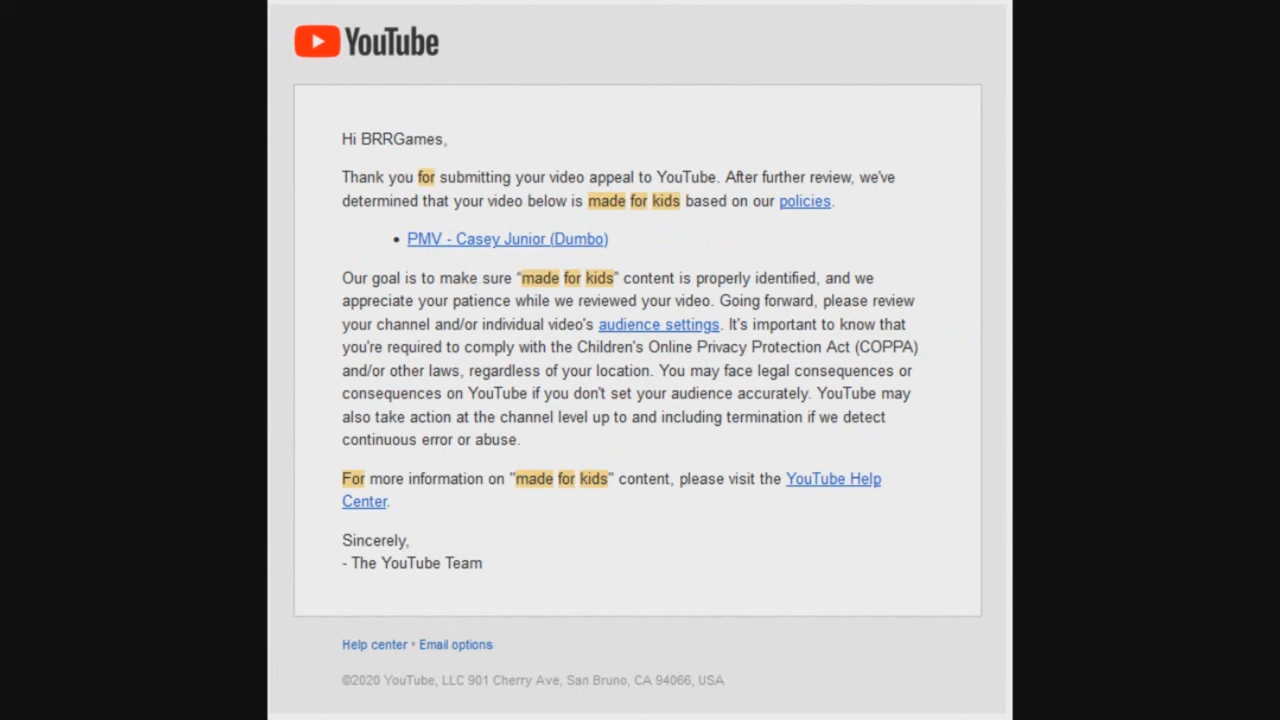 YouTube
Hi BRRGames,
Thank you for submitting your video appeal to YouTube. After further review, we've
determined that your video below is made for kids based on our policies.
• PMV - Casey Junior (Dumbo)
Our goal is to make sure “made for kids” content is properly identified, and we
appreciate your patience while we reviewed your video. Going forward, please review
your channel and/or individual video's audience settings. It's important to know that
you're required to comply with the Children's Online Privacy Protection Act (COPPA)
and/or other laws, regardless of your location. You may face legal consequences or
consequences on YouTube if you don't set your audience accurately. YouTube may
also take action at the channel level up to and including termination if we detect
continuous error or abuse.
For more information on "made for kids" content, please visit the YouTube Help
Center.
Sincerely,
- The YouTube Team
Help center • Email options
©2020 YouTube, LLC 901 Cherry Ave, San Bruno, CA 94066, USA